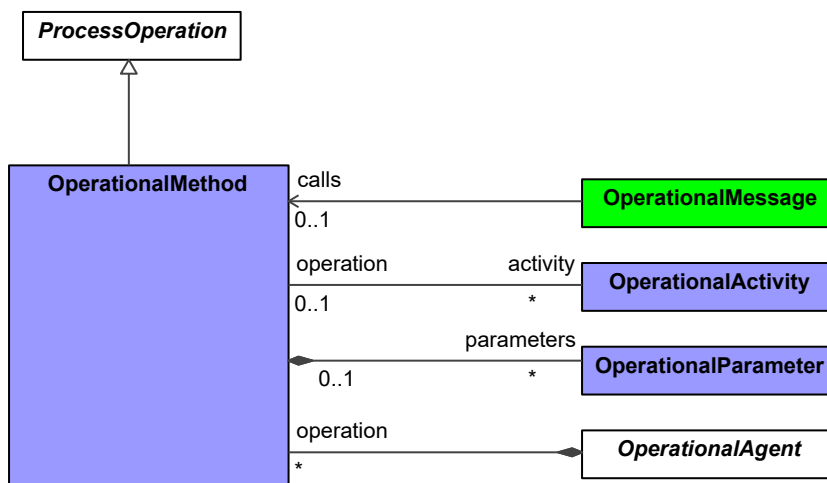 ProcessOperation
OperationalMethod
calls
0..1
OperationalMessage
operation
0..1
activity
*
OperationalActivity
parameters
0..1
*
OperationalParameter
operation
*
OperationalAgent